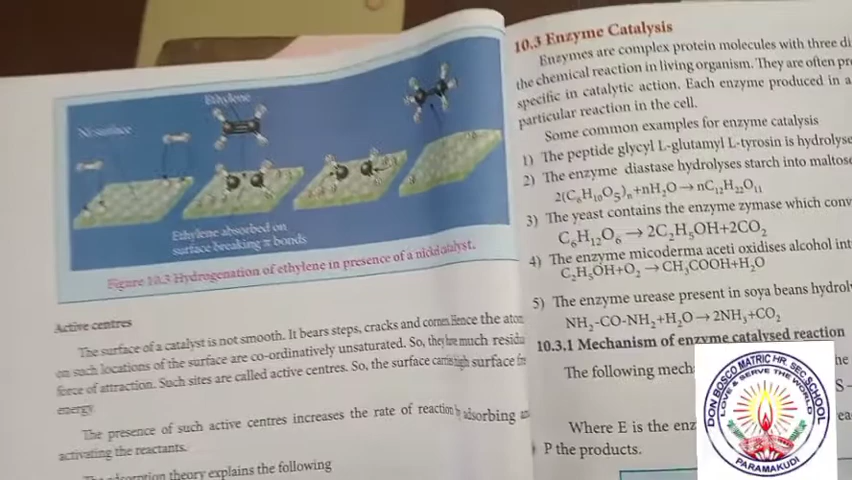 Ni surface
Ethylene
Ethylene absorbed on
surface breaking π bonds
Figure 10.3 Hydrogenation of ethylene in presence of a nickel catalyst.
Active centres
The surface of a catalyst is not smooth. It bears steps, cracks and corners. Hence the atom
on such locations of the surface are co-ordinatively unsaturated. So, they have much residu
force of attraction. Such sites are called active centres. So, the surface carries high surface fre
energy.
The presence of such active centres increases the rate of reaction by adsorbing an
activating the reactants.
The adsorption theory explains the following
10.3 Enzyme Catalysis
Enzymes are complex protein molecules with three di
the chemical reaction in living organism. They are often pre
specific in catalytic action. Each enzyme produced in a
particular reaction in the cell.
Some common examples for enzyme catalysis
1) The peptide glycyl L-glutamyl L-tyrosin is hydrolyse
2) The enzyme diastase hydrolyses starch into maltose
2(C₆H₁₀O₅)ₙ+nH₂O→nC₁₂H₂₂O₁₁
3) The yeast contains the enzyme zymase which conv
C₆H₁₂O₆→2C₂H₅OH+2CO₂
4) The enzyme micoderma aceti oxidises alcohol int
C₂H₅OH+O₂→CH₃COOH+H₂O
5) The enzyme urease present in soya beans hydrol
NH₂-CO-NH₂+H₂O→2NH₃+CO₂
10.3.1 Mechanism of enzyme catalysed reaction
The following mech
he
S
Where E is the enz
ea
P the products.
DON BOSCO MATRIC HR. SEC SCHOOL
LOVE & SERVE THE WORLD
PARAMAKUDI